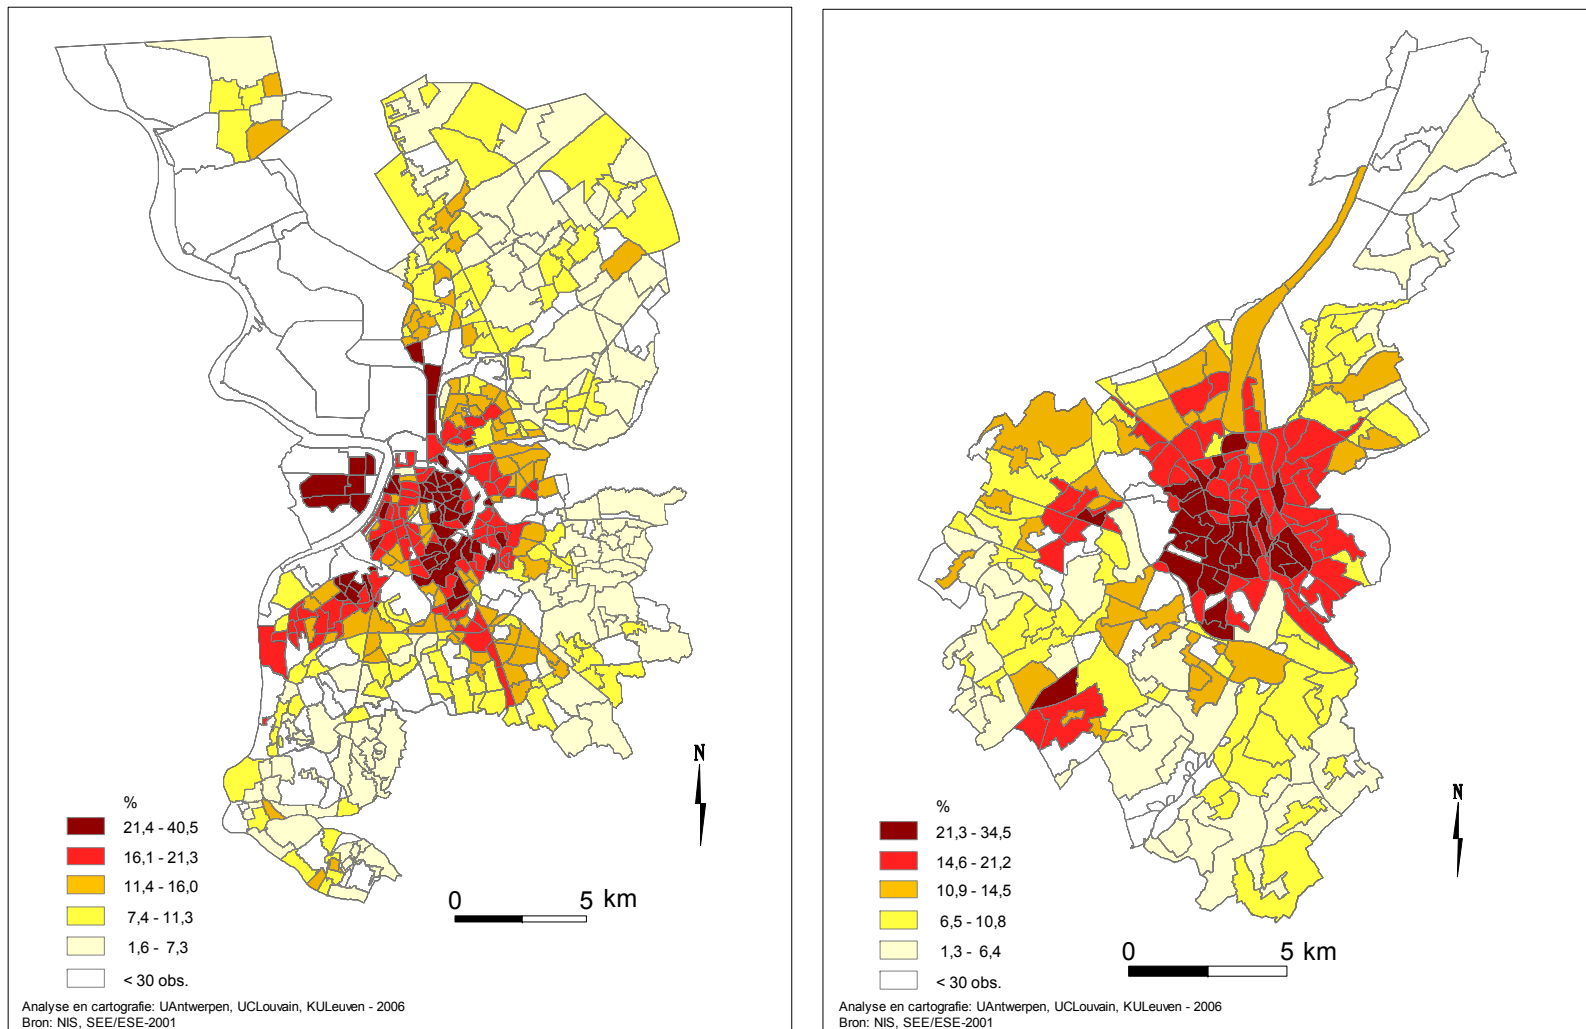 N
%
21,4 - 40,5
16,1 - 21,3
11,4 - 16,0
7,4 - 11,3
1,6 - 7,3
< 30 obs.
0 5 km
Analyse en cartografie: UAntwerpen, UCLouvain, KULeuven - 2006
Bron: NIS, SEE/ESE-2001
N
%
21,3 - 34,5
14,6 - 21,2
10,9 - 14,5
6,5 - 10,8
1,3 - 6,4
< 30 obs.
0 5 km
Analyse en cartografie: UAntwerpen, UCLouvain, KULeuven - 2006
Bron: NIS, SEE/ESE-2001